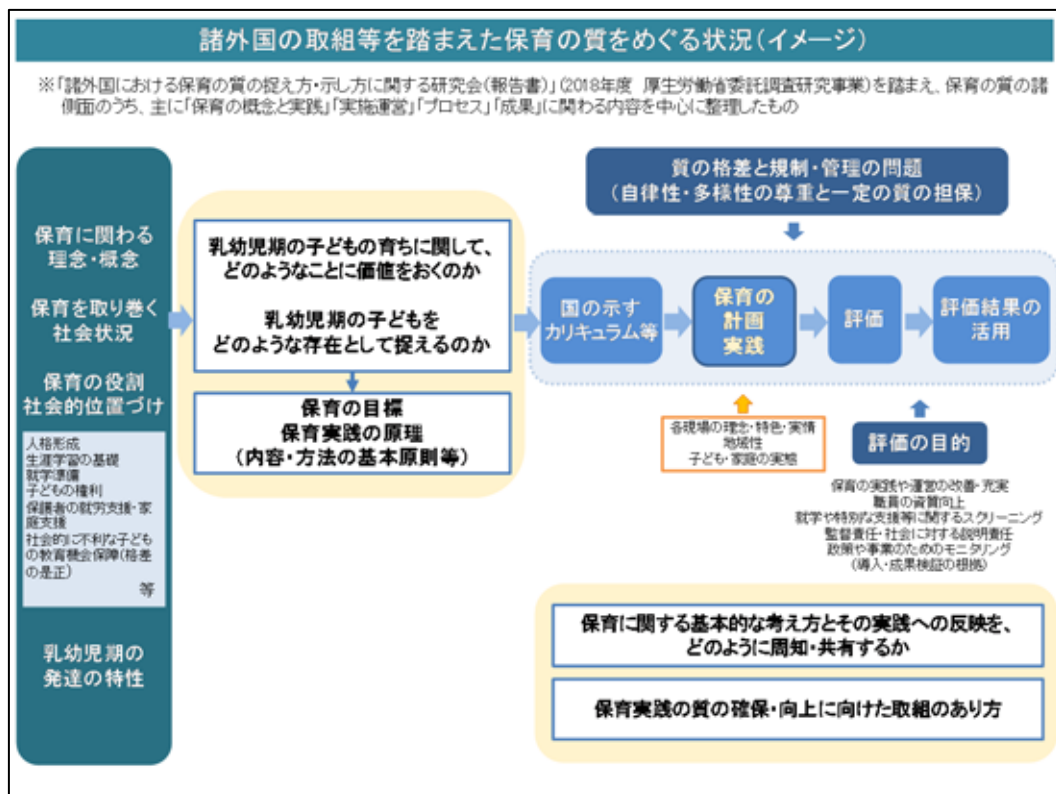 諸外国の取組等を踏まえた保育の質をめぐる状況(イメージ)
※「諸外国における保育の質の捉え方・示し方に関する研究会(報告書)」(2018年度 厚生労働省委託調査研究事業)を踏まえ、保育の質の諸
側面のうち、主に「保育の概念と実践」「実施運営」「プロセス」「成果」に関わる内容を中心に整理したもの
保育に関わる
理念・概念
保育を取り巻く
社会状況
保育の役割
社会的位置づけ
人格形成
生涯学習の基礎
就学準備
子どもの権利
保護者の就労支援・家
庭支援
社会的に不利な子ども
の教育機会保障(格差
の是正)
等
乳幼児期の
発達の特性
乳幼児期の子どもの育ちに関して、
どのようなことに価値をおくのか
乳幼児期の子どもを
どのような存在として捉えるのか
保育の目標
保育実践の原理
(内容・方法の基本原則等)
質の格差と規制・管理の問題
(自律性・多様性の尊重と一定の質の担保)
国の示す
カリキュラム等
保育の
計画
実践
評価
評価結果の
活用
各現場の理念・特色・実情
地域性
子ども・家庭の実態
評価の目的
保育の実践や運営の改善・充実
職員の資質向上
就学や特別な支援等に関するスクリーニング
監督責任・社会に対する説明責任
政策や事業のためのモニタリング
(導入・成果検証の根拠)
保育に関する基本的な考え方とその実践への反映を、
どのように周知・共有するか
保育実践の質の確保・向上に向けた取組のあり方